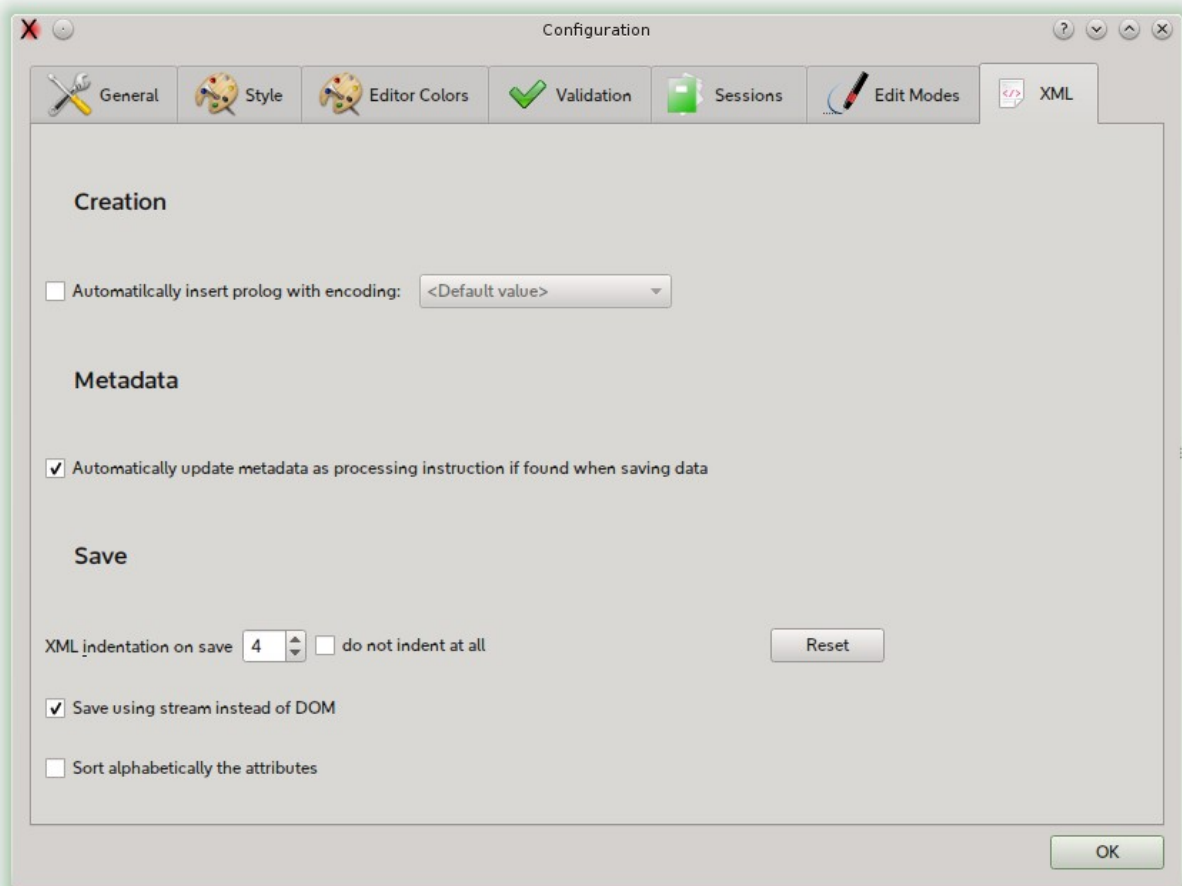 Configuration
General Style Editor Colors Validation Sessions Edit Modes </> XML
Creation
Automatilcally insert prolog with encoding: <Default value>
Metadata
Automatically update metadata as processing instruction if found when saving data
Save
XML indentation on save 4 do not indent at all Reset
Save using stream instead of DOM
Sort alphabetically the attributes
OK